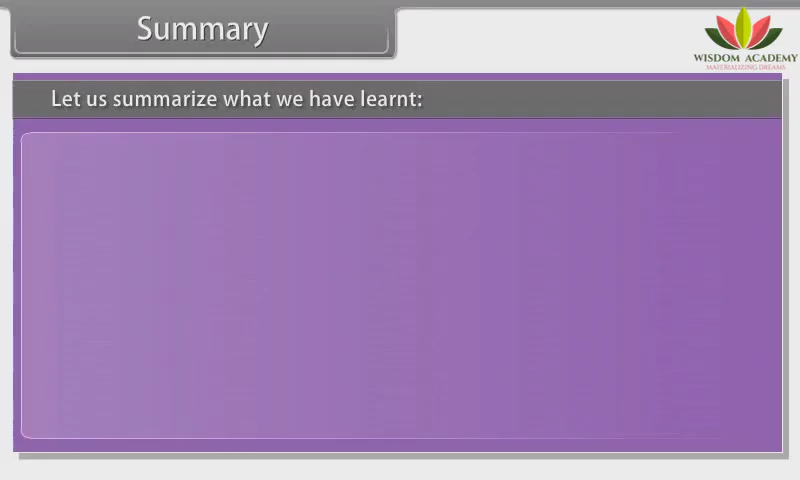 Summary
WISDOM ACADEMY
MATERIALIZING DREAMS
Let us summarize what we have learnt: